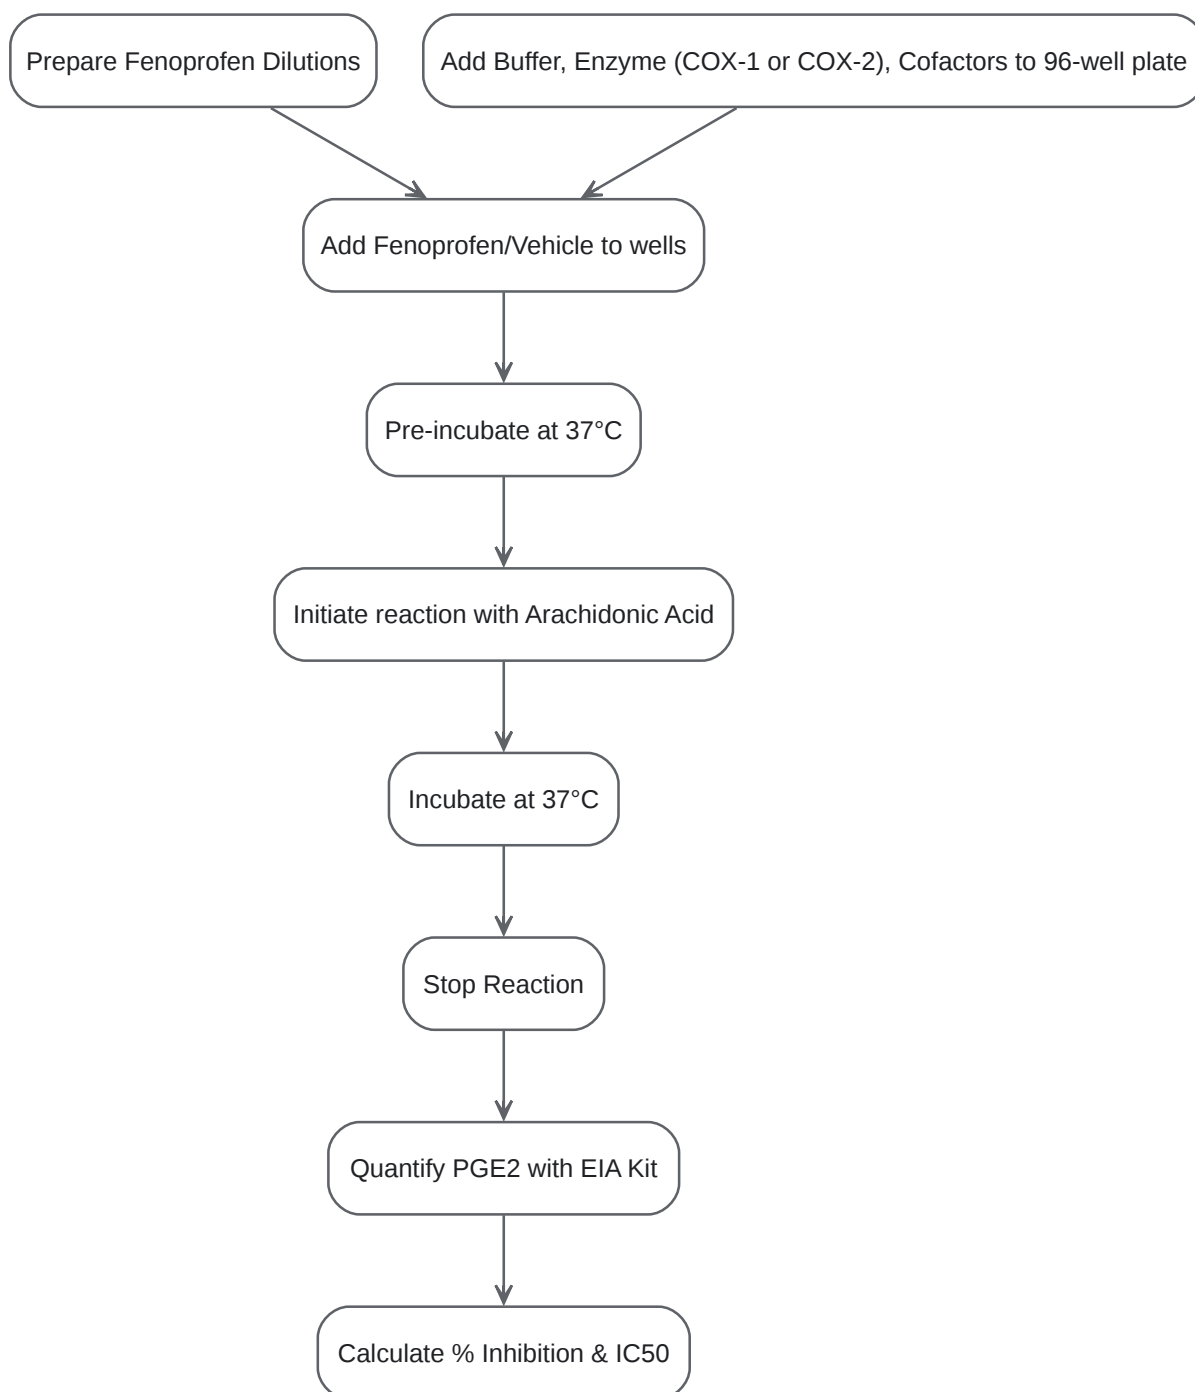 Prepare Fenoprofen Dilutions
Add Buffer, Enzyme (COX-1 or COX-2), Cofactors to 96-well plate
Add Fenoprofen/Vehicle to wells
Pre-incubate at 37°C
Initiate reaction with Arachidonic Acid
Incubate at 37°C
Stop Reaction
Quantify PGE2 with EIA Kit
Calculate % Inhibition & IC50